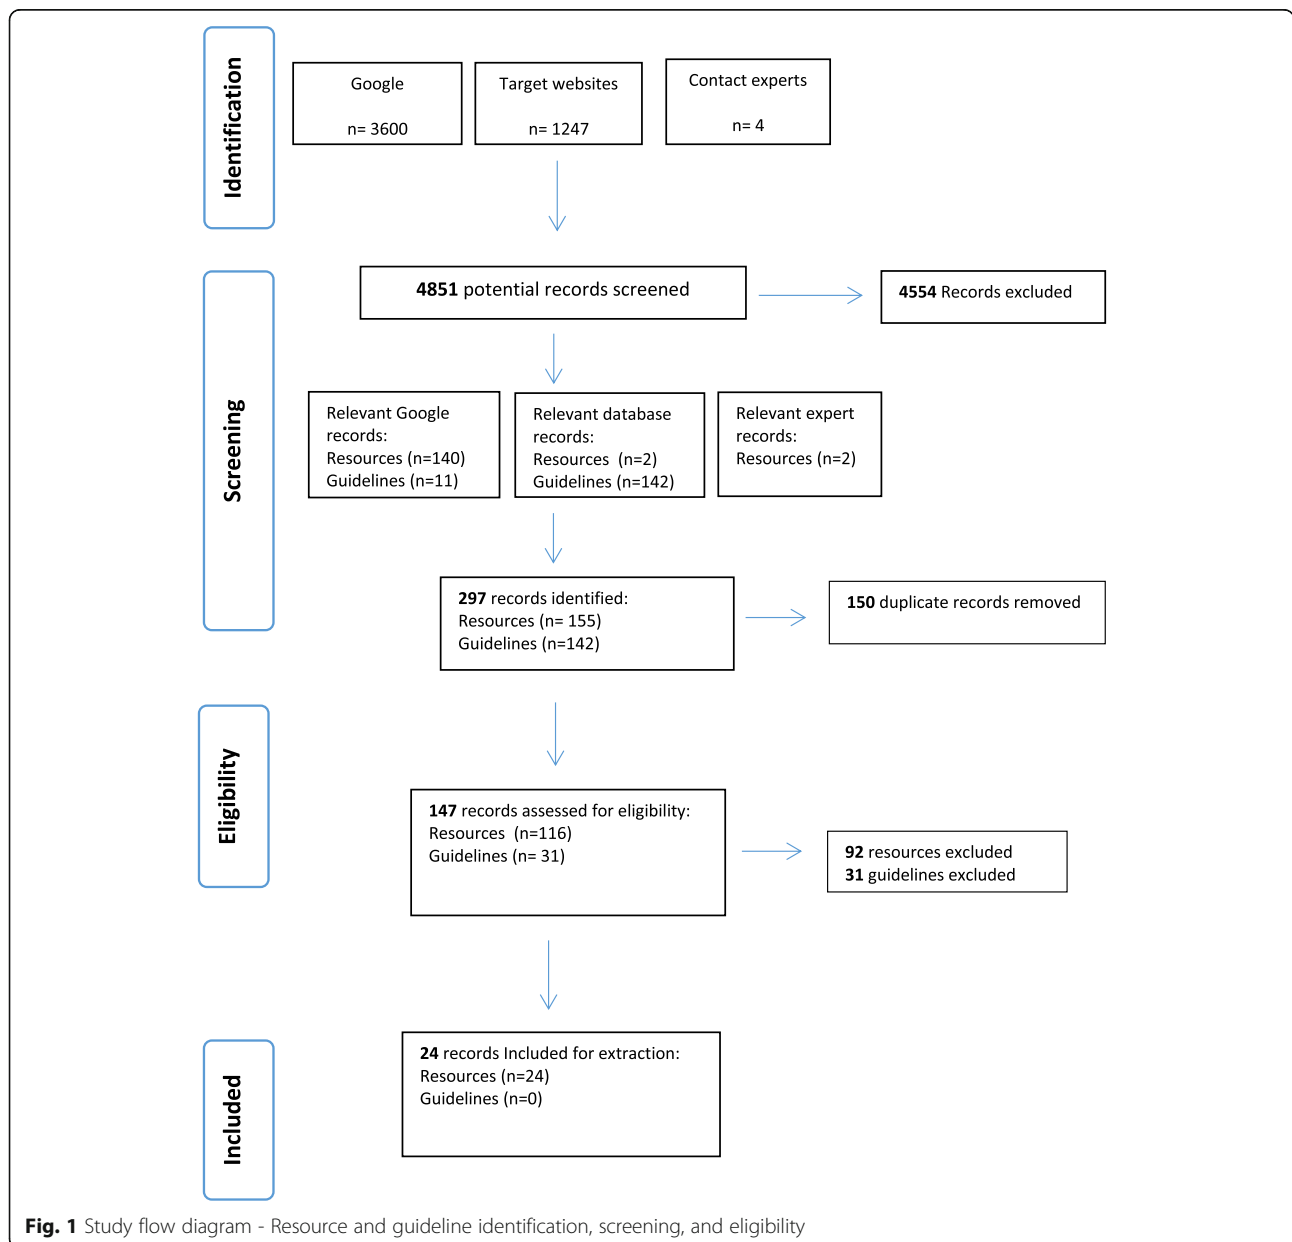 Identification
Google
n= 3600
Target websites
n= 1247
Contact experts
n= 4
Screening
4851 potential records screened
4554 Records excluded
Relevant Google
records:
Resources (n=140)
Guidelines (n=11)
Relevant database
records:
Resources  (n=2)
Guidelines (n=142)
Relevant expert
records:
Resources (n=2)
297 records identified:
Resources (n= 155)
Guidelines (n=142)
150 duplicate records removed
Eligibility
147 records assessed for eligibility:
Resources  (n=116)
Guidelines (n= 31)
92 resources excluded
31 guidelines excluded
Included
24 records Included for extraction:
Resources (n=24)
Guidelines (n=0)
Fig. 1 Study flow diagram - Resource and guideline identification, screening, and eligibility